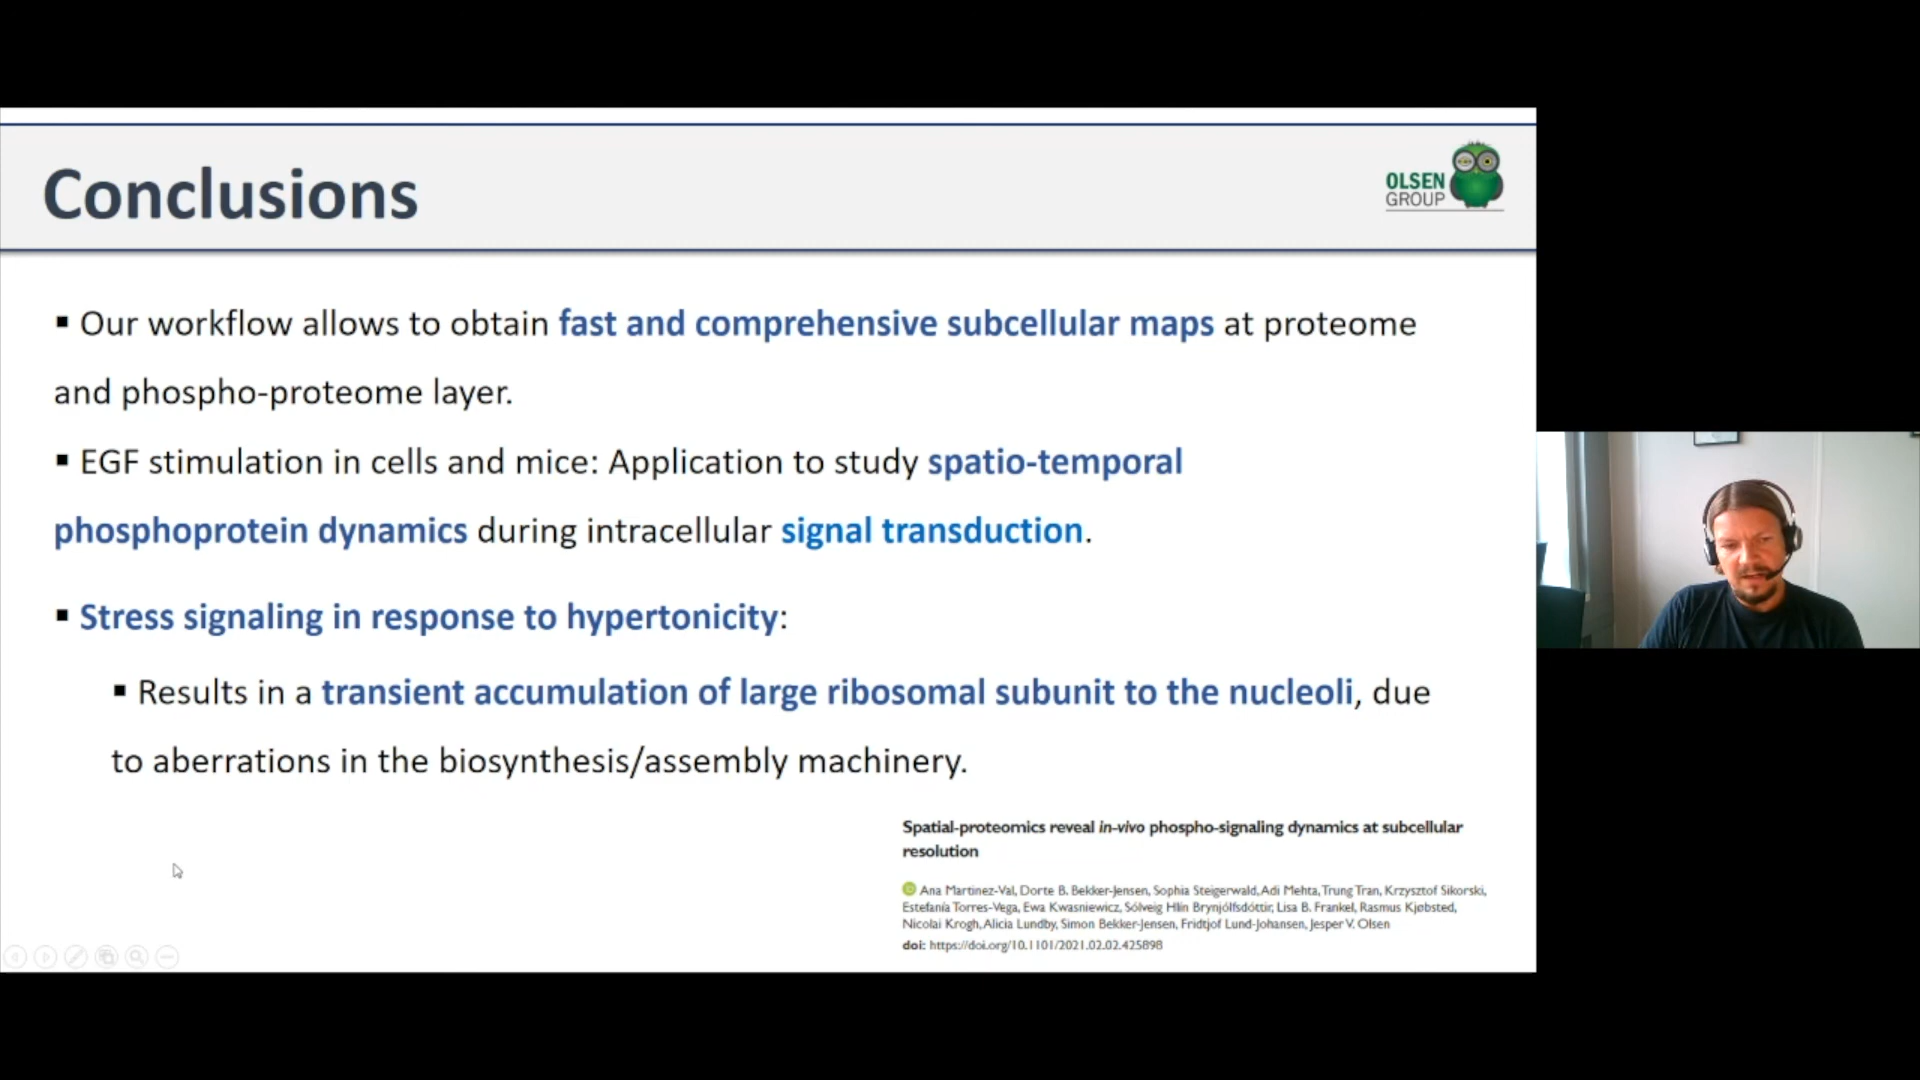 Conclusions
OLSEN
GROUP
▪ Our workflow allows to obtain fast and comprehensive subcellular maps at proteome
and phospho-proteome layer.
▪ EGF stimulation in cells and mice: Application to study spatio-temporal
phosphoprotein dynamics during intracellular signal transduction.
▪ Stress signaling in response to hypertonicity:
▪ Results in a transient accumulation of large ribosomal subunit to the nucleoli, due
to aberrations in the biosynthesis/assembly machinery.
Spatial-proteomics reveal in-vivo phospho-signaling dynamics at subcellular
resolution
Ana Martinez-Val, Dorte B. Bekker-Jensen, Sophia Steigerwald, Adi Mehta, Trung Tran, Krzysztof Sikorski,
Estefanía Torres-Vega, Ewa Kwasniewicz, Sólveig Hlín Brynjólfsdóttir, Lisa B. Frankel, Rasmus Kjøbsted,
Nicolai Krogh, Alicia Lundby, Simon Bekker-Jensen, Fridtjof Lund-Johansen, Jesper V. Olsen
doi: https://doi.org/10.1101/2021.02.02.425898